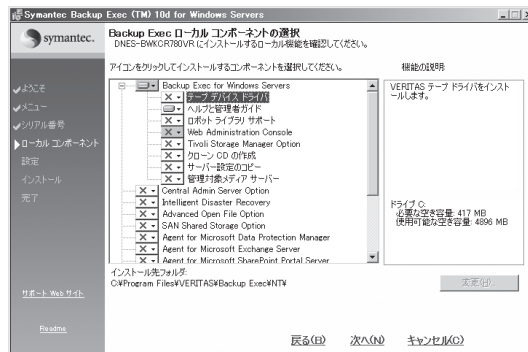 Symantec Backup Exec (TM) 10d for Windows Servers
symantec.
Backup Exec ローカル コンポーネントの選択
DNES-BWKCR780VR にインストールするローカル機能を確認してください。
アイコンをクリックしてインストールするコンポーネントを選択してください。
機能の説明:
ようこそ
メニュー
シリアル番号
ローカル コンポーネント
設定
インストール
完了
Backup Exec for Windows Servers
テープ デバイス ドライバ
ヘルプと管理者ガイド
ロボット ライブラリ サポート
Web Administration Console
Tivoli Storage Manager Option
クローン CD の作成
サーバー設定のコピー
管理対象メディア サーバー
Central Admin Server Option
Intelligent Disaster Recovery
Advanced Open File Option
SAN Shared Storage Option
Agent for Microsoft Data Protection Manager
Agent for Microsoft Exchange Server
Agent for Microsoft SharePoint Portal Server
VERITAS テープ ドライバをインストールします。
ドライブ C:
必要な空き容量: 417 MB
使用可能な空き容量: 4896 MB
インストール先フォルダ:
C:¥Program Files¥VERITAS¥Backup Exec¥NT¥
変更(H)...
サポート Web サイト
Readme
戻る(B)
次へ(N)
キャンセル(C)